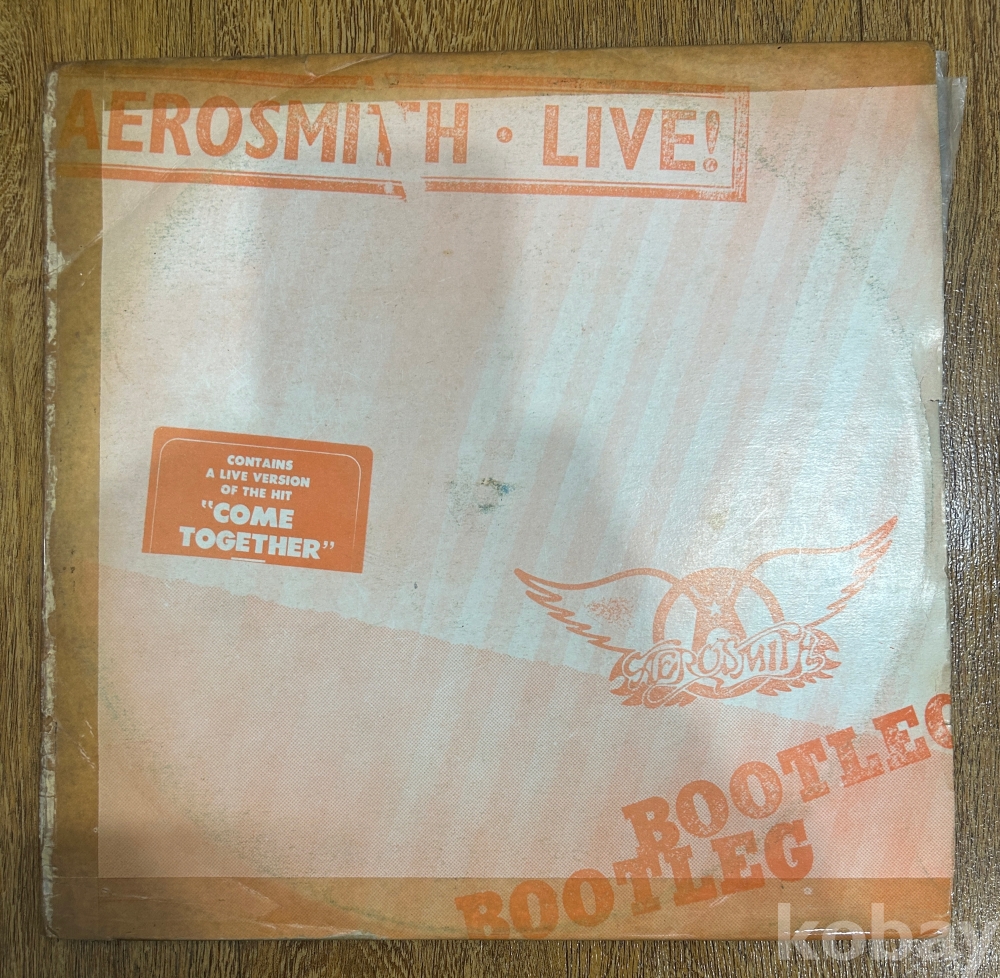 AEROSMITH • LIVE!
CONTAINS
A LIVE VERSION
OF THE HIT
"COME
TOGETHER"
AEROSMITH
BOOTLEG
BOOTLEG
kobay